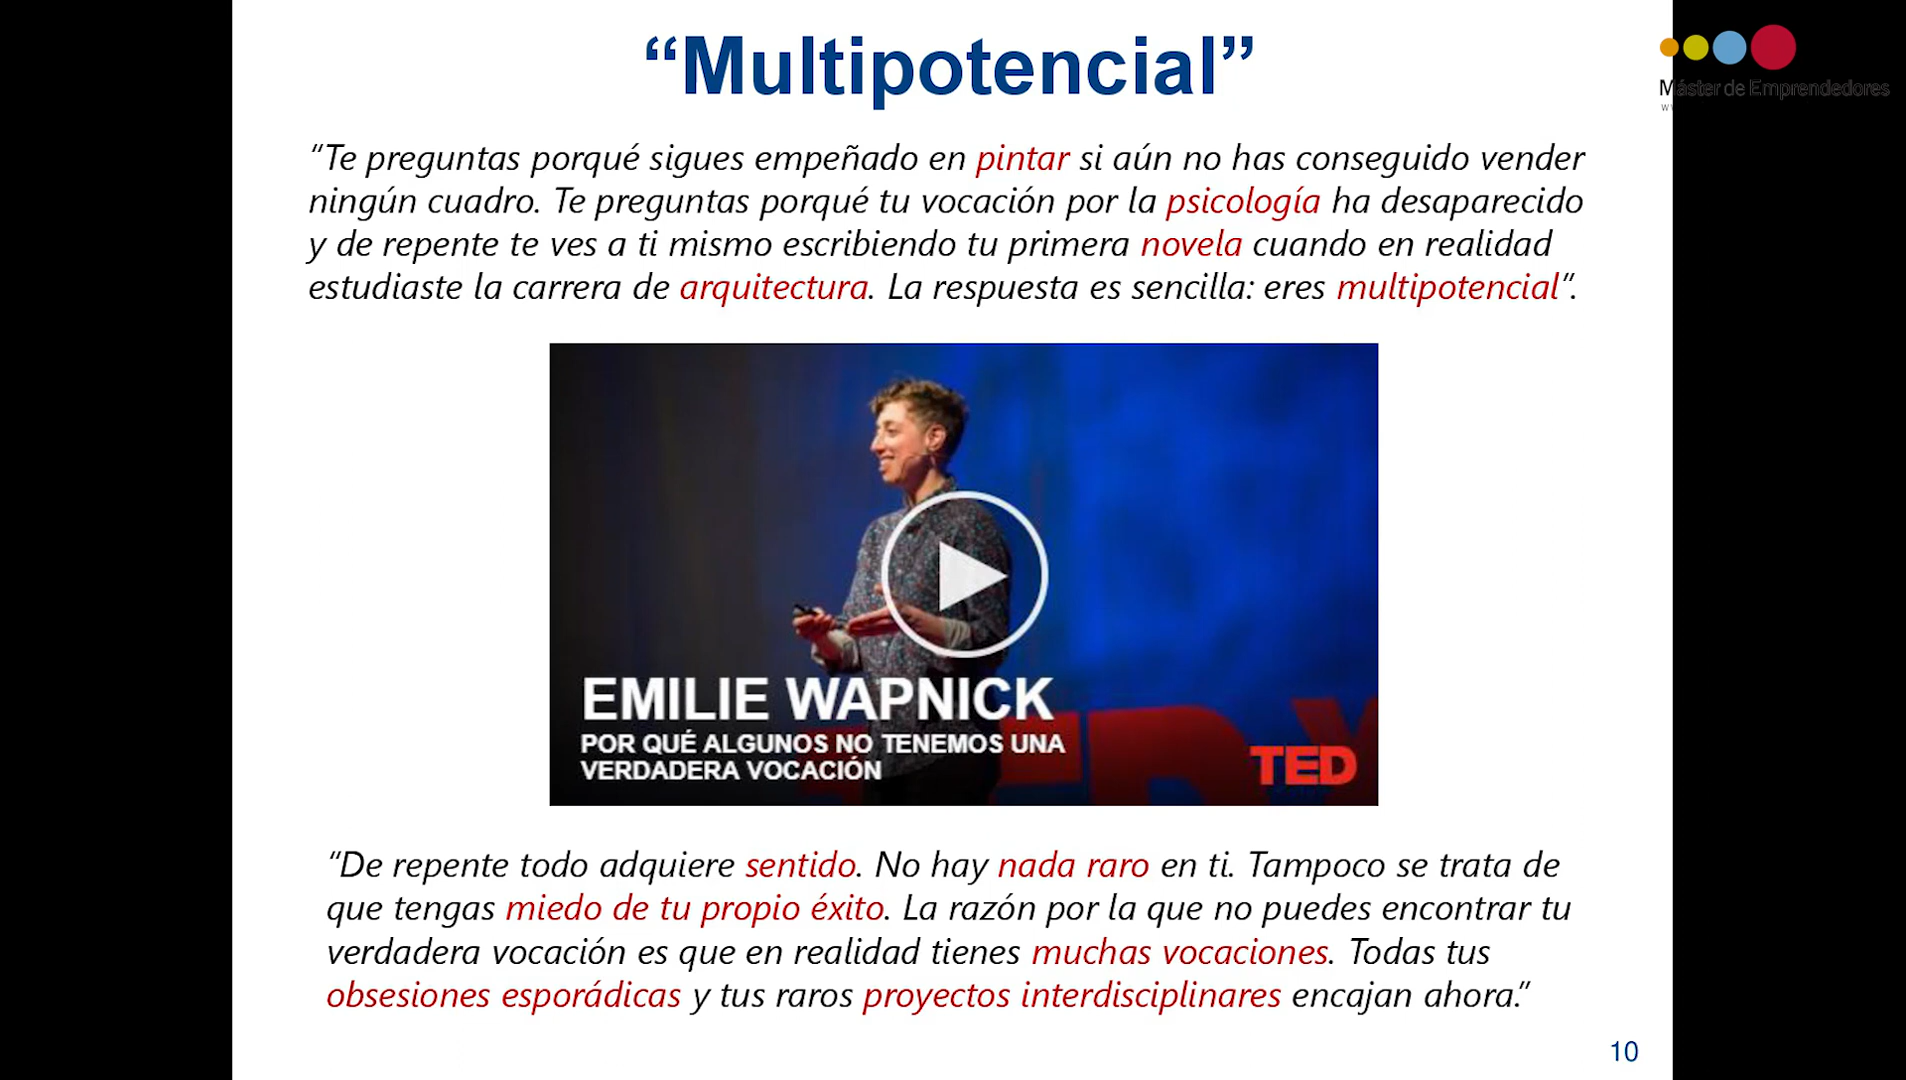 “Multipotencial”
Máster de Emprendedores
“Te preguntas porqué sigues empeñado en pintar si aún no has conseguido vender
ningún cuadro. Te preguntas porqué tu vocación por la psicología ha desaparecido
y de repente te ves a ti mismo escribiendo tu primera novela cuando en realidad
estudiaste la carrera de arquitectura. La respuesta es sencilla: eres multipotencial”.
EMILIE WAPNICK
POR QUÉ ALGUNOS NO TENEMOS UNA
VERDADERA VOCACIÓN
TED
“De repente todo adquiere sentido. No hay nada raro en ti. Tampoco se trata de
que tengas miedo de tu propio éxito. La razón por la que no puedes encontrar tu
verdadera vocación es que en realidad tienes muchas vocaciones. Todas tus
obsesiones esporádicas y tus raros proyectos interdisciplinares encajan ahora.”
10